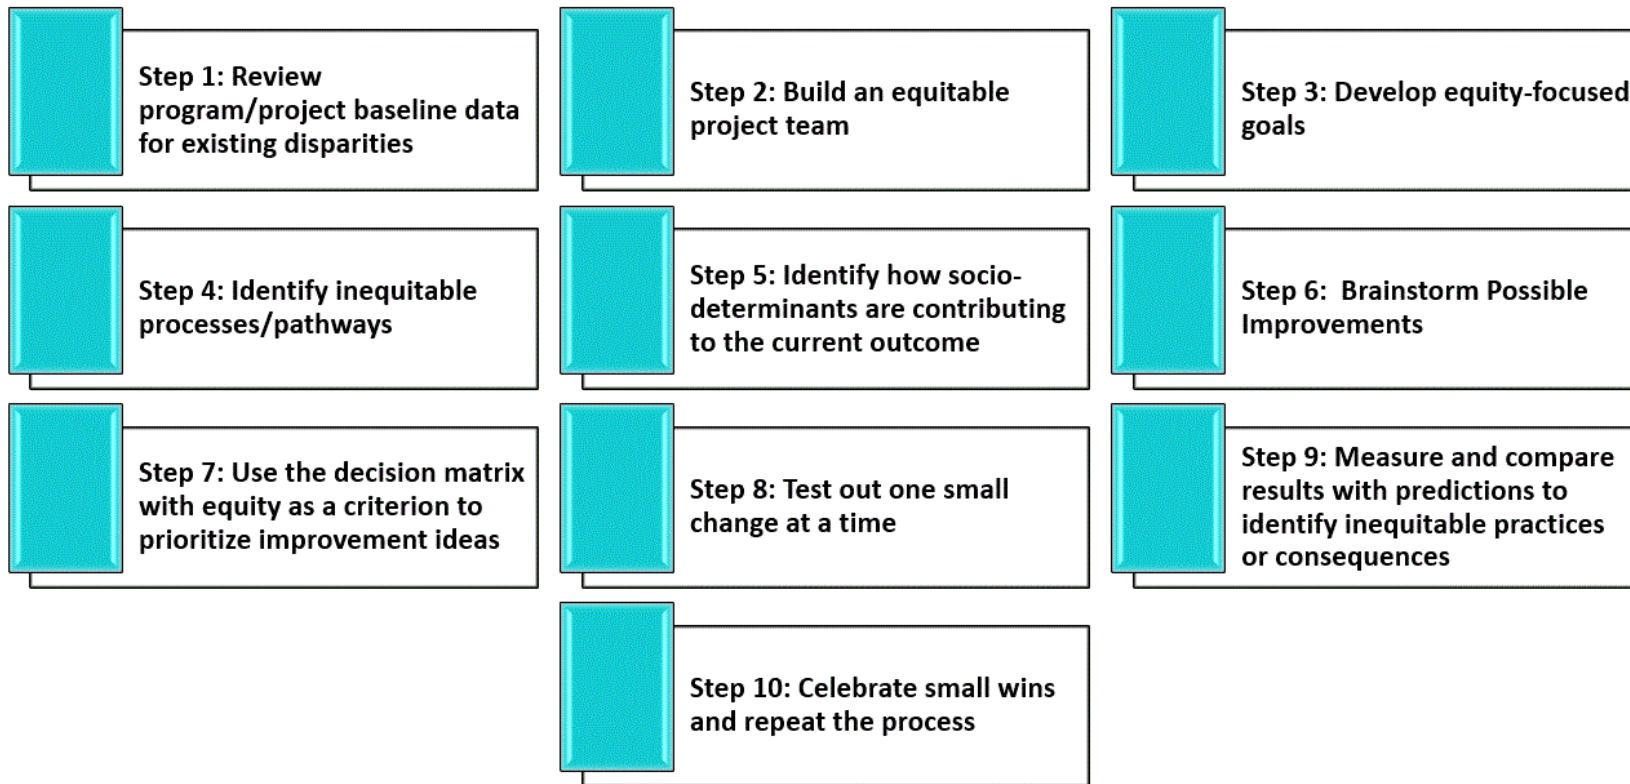 Step 1: Review
program/project baseline data
for existing disparities
Step 2: Build an equitable
project team
Step 3: Develop equity-focused
goals
Step 4: Identify inequitable
processes/pathways
Step 5: Identify how socio-
determinants are contributing
to the current outcome
Step 6:  Brainstorm Possible
Improvements
Step 7: Use the decision matrix
with equity as a criterion to
prioritize improvement ideas
Step 8: Test out one small
change at a time
Step 9: Measure and compare
results with predictions to
identify inequitable practices
or consequences
Step 10: Celebrate small wins
and repeat the process